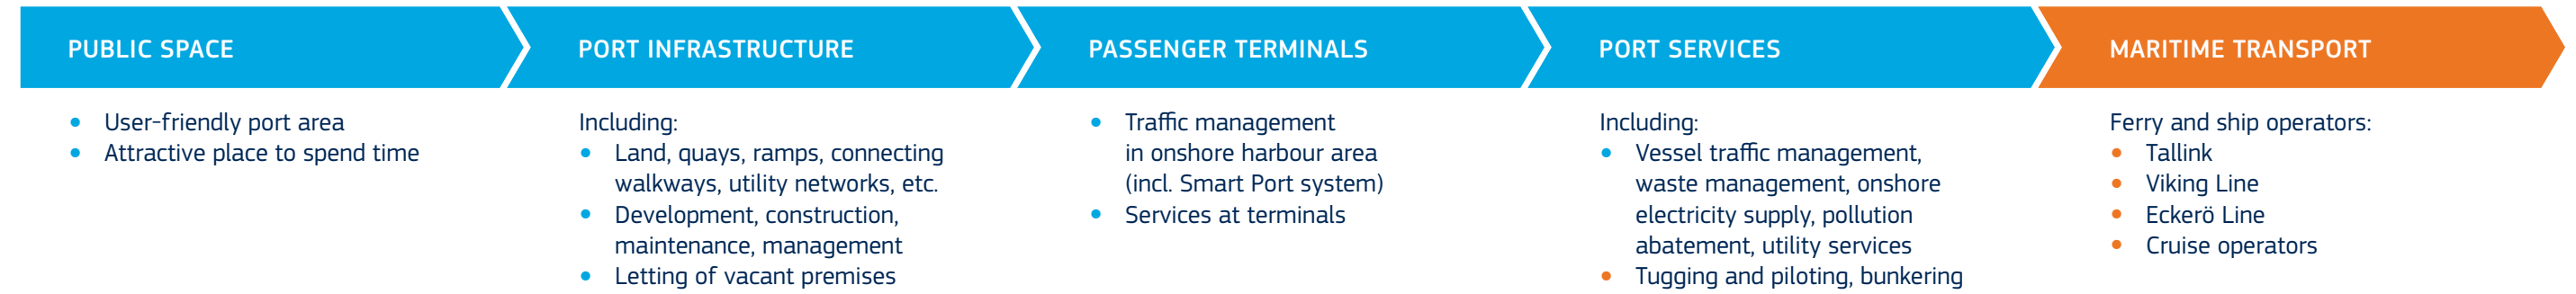 PUBLIC SPACE
• User-friendly port area
• Attractive place to spend time
PORT INFRASTRUCTURE
Including:
• Land, quays, ramps, connecting
walkways, utility networks, etc.
• Development, construction,
maintenance, management
• Letting of vacant premises
PASSENGER TERMINALS
• Traffic management
in onshore harbour area
(incl. Smart Port system)
• Services at terminals
PORT SERVICES
Including:
• Vessel traffic management,
waste management, onshore
electricity supply, pollution
abatement, utility services
• Tugging and piloting, bunkering
MARITIME TRANSPORT
Ferry and ship operators:
• Tallink
• Viking Line
• Eckerö Line
• Cruise operators